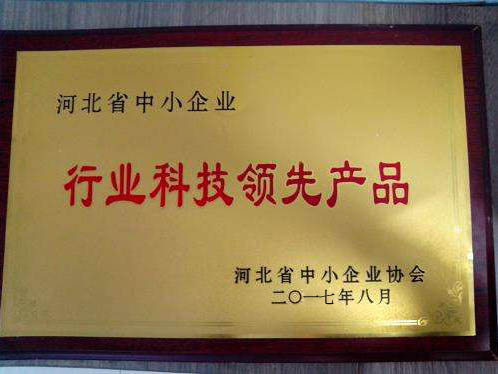 河北省中小企业
行业科技领先产品
河北省中小企业协会
二〇一七年八月